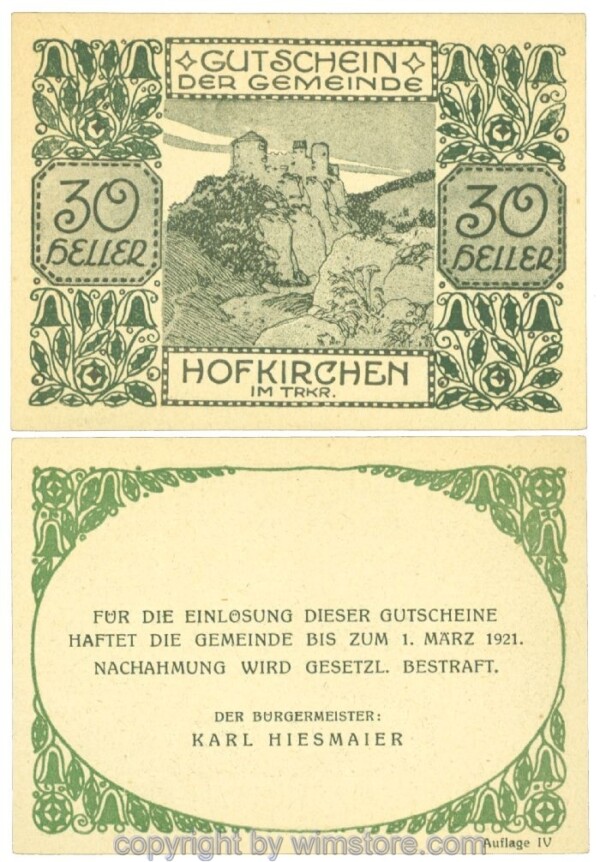 GUTSCHEIN
DER GEMEINDE
30
HELLER
30
HELLER
HOFKIRCHEN
IM TRKR.
FÜR DIE EINLÖSUNG DIESER GUTSCHEINE
HAFTET DIE GEMEINDE BIS ZUM 1. MÄRZ 1921.
NACHAHMUNG WIRD GESETZL. BESTRAFT.
DER BÜRGERMEISTER:
KARL HIESMAIER
Auflage IV
copyright by wimstore.com